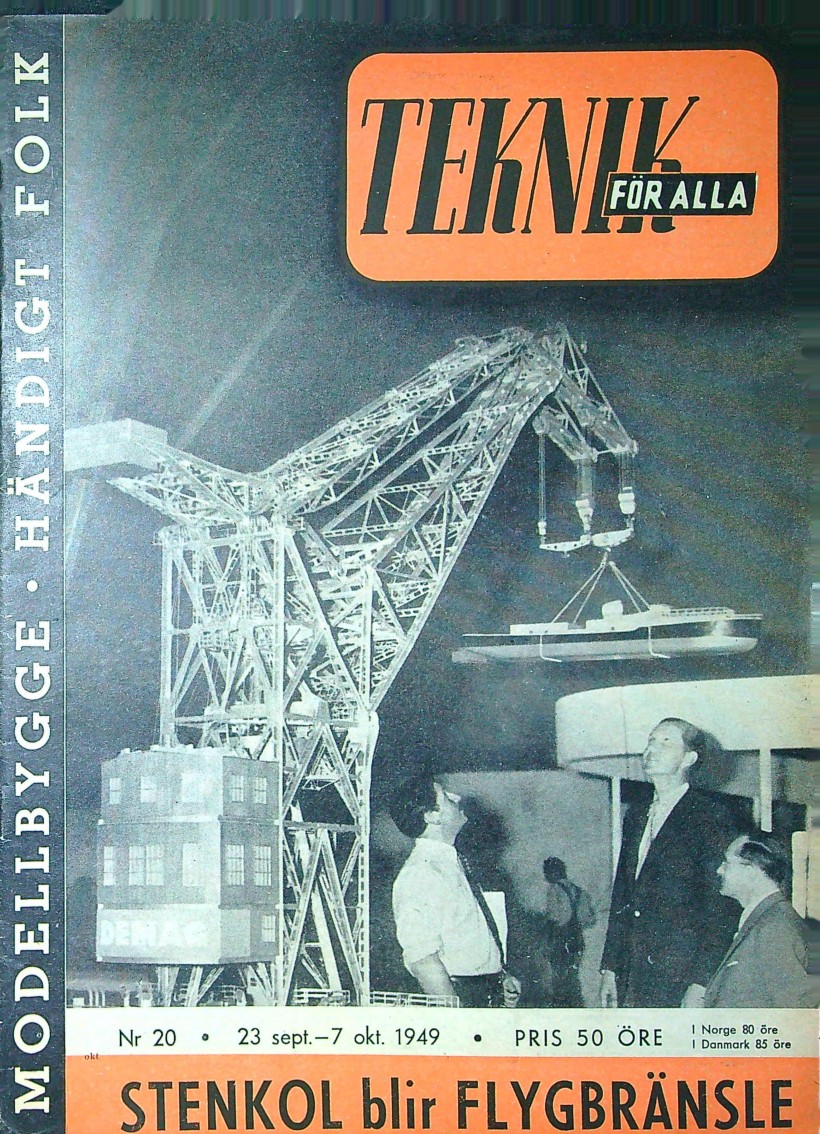 MODELLBYGGE · HÄNDIGT FOLK
TEKNIK
FÖR ALLA
DEMAG
Nr 20 • 23 sept.—7 okt. 1949 • PRIS 50 ÖRE
I Norge 80 öre
I Danmark 85 öre
okt
STENKOL blir FLYGBRÄNSLE